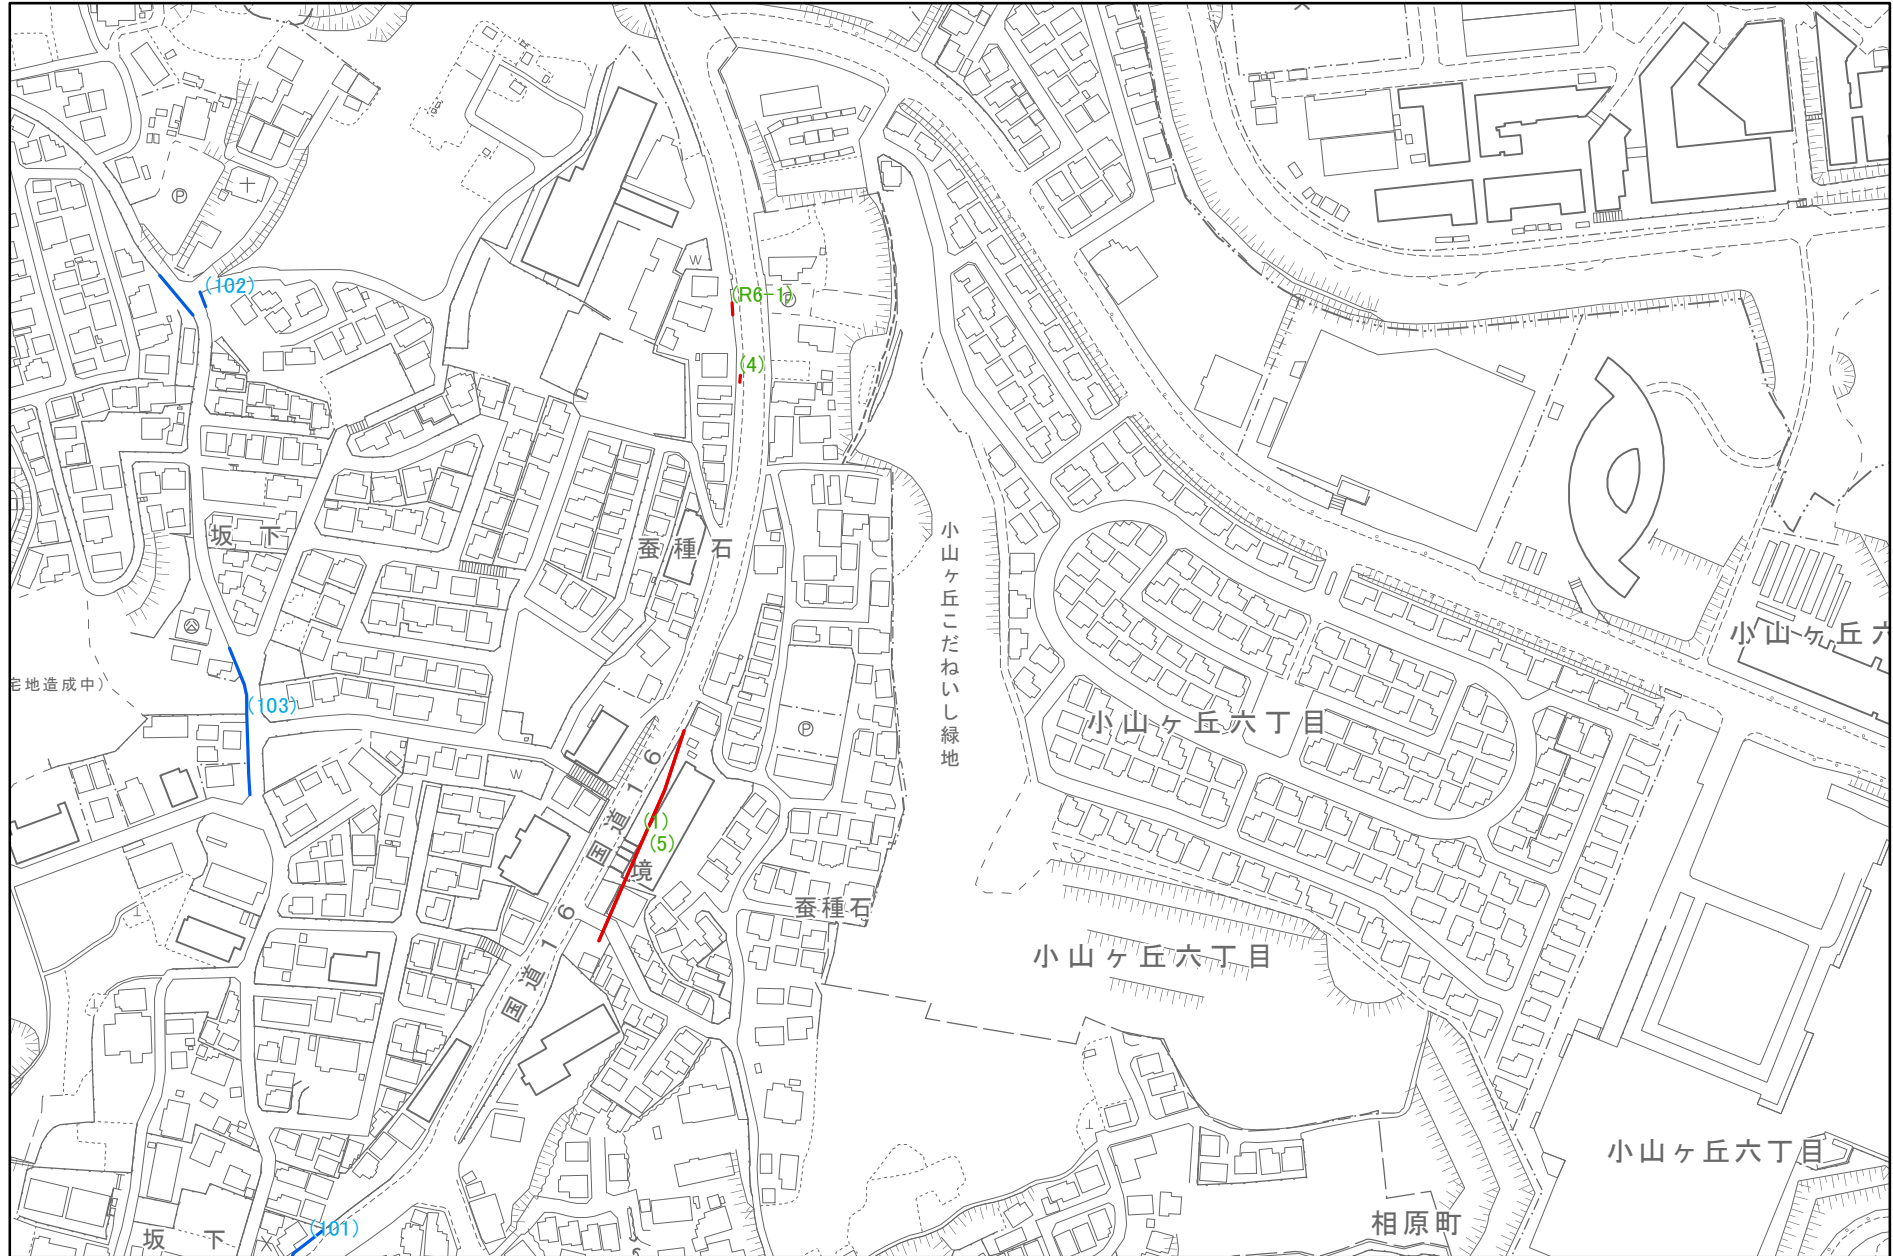 (102)
(R6-1)
(4)
W
P
P
坂下
蚕種石
小山ヶ丘こだねいし緑地
小山ヶ丘六
宅地造成中)
(103)
小山ヶ丘六丁目
P
W
国道16
(1)
(5)
境
蚕種石
国道16
小山ヶ丘六丁目
小山ヶ丘六丁目
相原町
坂下
(101)